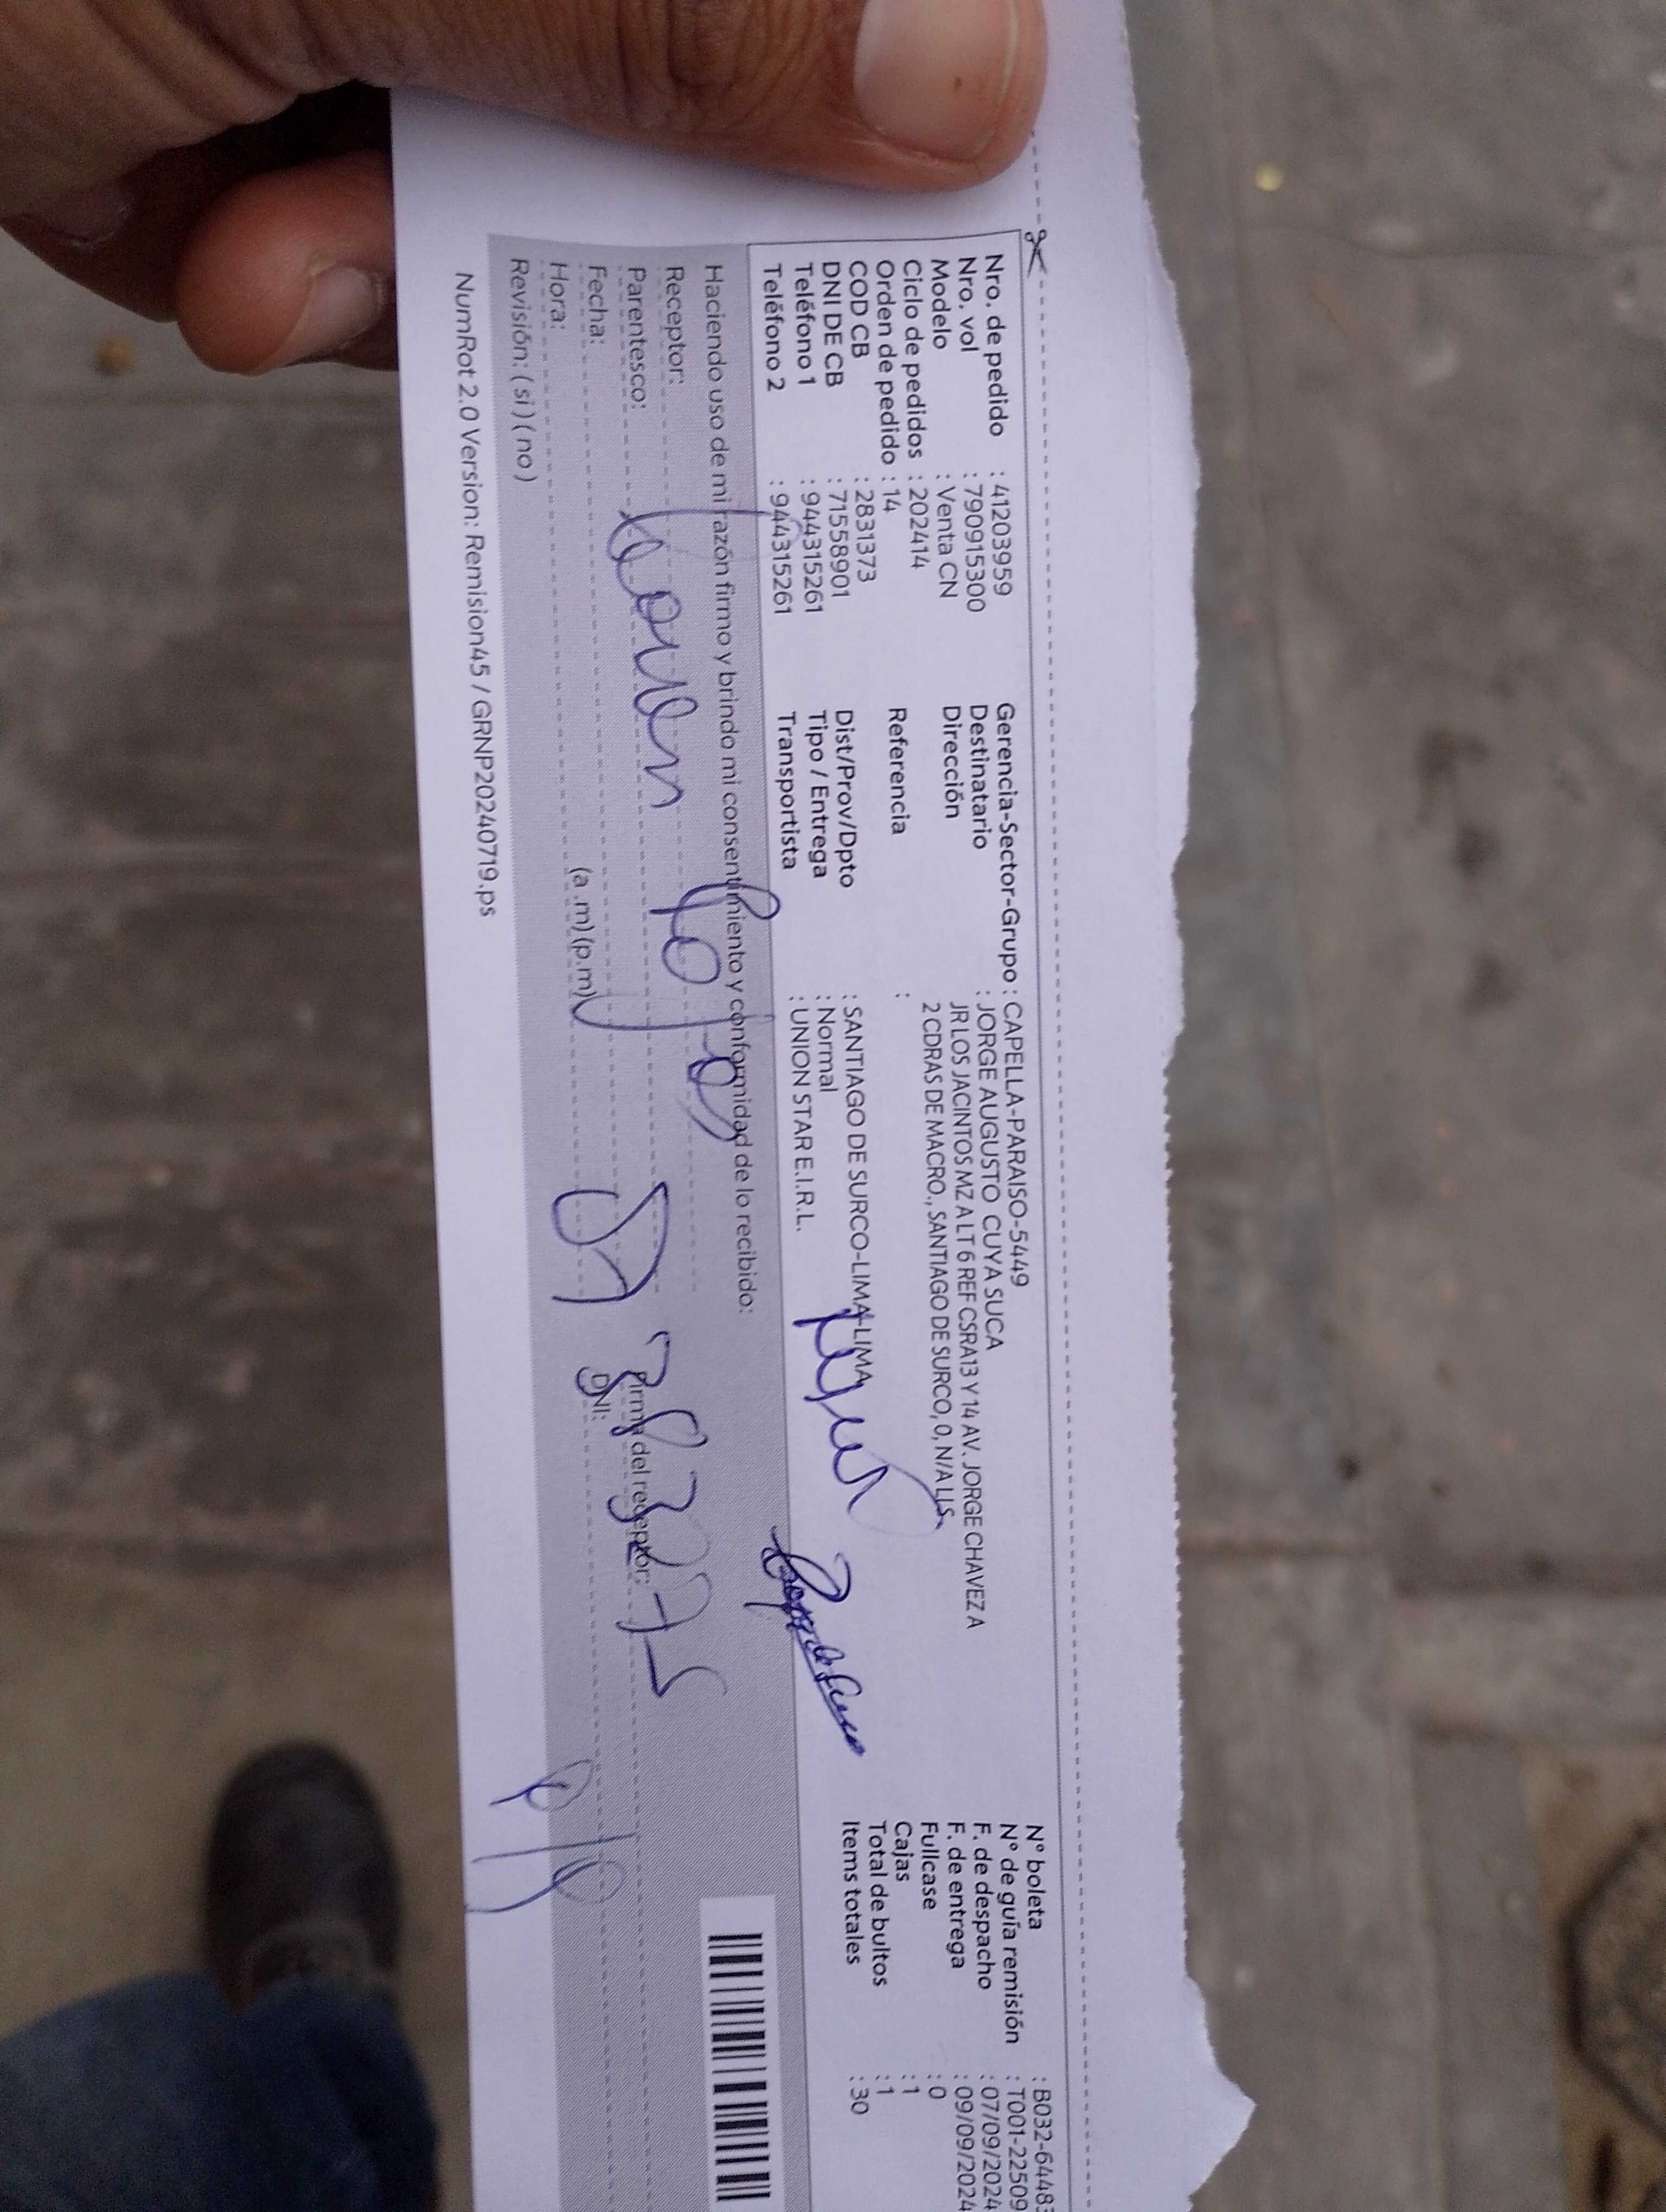 Nro. de pedido : 41203959
Nro. vol : 790915300
Modelo : Venta CN
Ciclo de pedidos : 202414
Orden de pedido : 14
COD CB : 2831373
DNI DE CB : 71558901
Teléfono 1 : 944315261
Teléfono 2 : 944315261
Gerencia-Sector-Grupo : CAPELLA-PARAISO-5449
Destinatario : JORGE AUGUSTO CUYA SUCA
Dirección JR LOS JACINTOS MZ A LT 6 REF CSRA13 Y 14 AV. JORGE CHAVEZ A
2 CDRAS DE MACRO., SANTIAGO DE SURCO, 0, N/A LIS-
Referencia :
Dist/Prov/Dpto : SANTIAGO DE SURCO-LIMA-LIMA
Tipo / Entrega : Normal
Transportista : UNION STAR E.I.R.L.
N° boleta : B032-64483
N° de guía remisión : T001-22509
F. de despacho : 07/09/2024
F. de entrega : 09/09/2024
Fullcase : 0
Cajas : 1
Total de bultos : 1
Items totales : 30
Haciendo uso de mi razón firmo y brindo mi consentimiento y conformidad de lo recibido:
Receptor:
Parentesco:
Fecha:
Hora: (a.m)(p.m)
Revisión: (si) (no)
Firma del receptor:
DNI:
NumRot 2.0 Version: Remision45 / GRNP20240719.ps